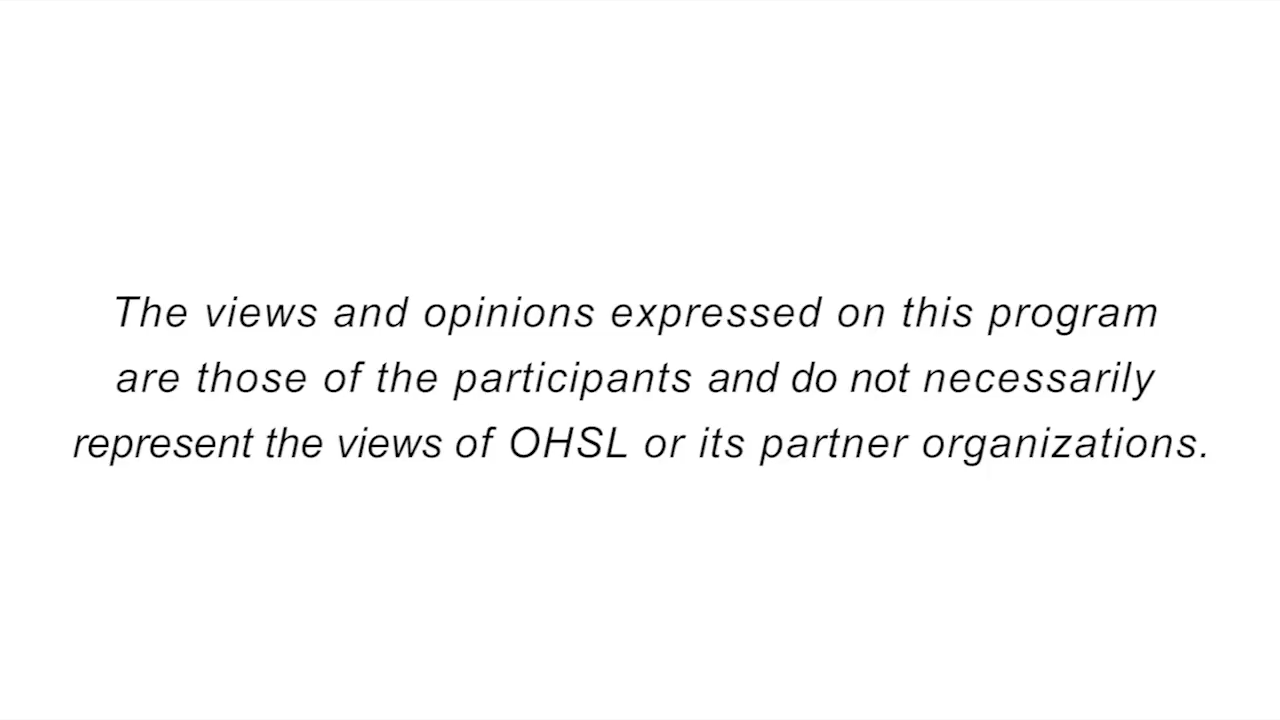 The views and opinions expressed on this program
are those of the participants and do not necessarily
represent the views of OHSL or its partner organizations.